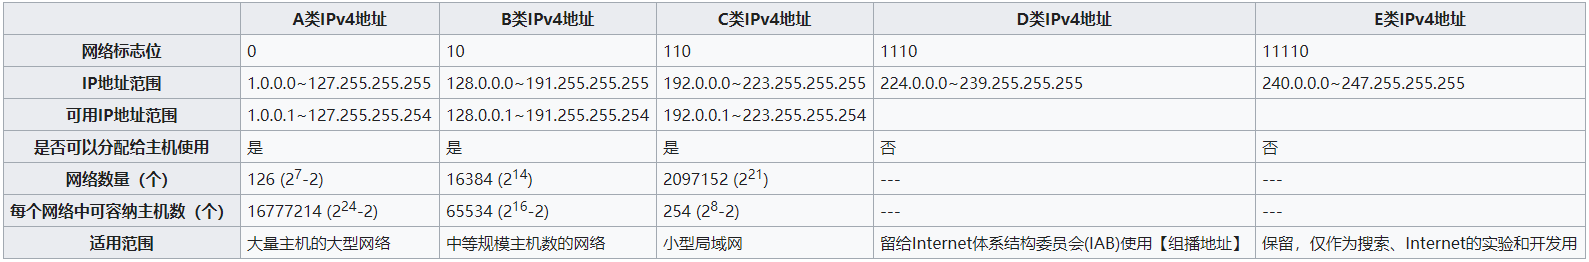 A类IPv4地址 B类IPv4地址 C类IPv4地址 D类IPv4地址 E类IPv4地址
网络标志位 0 10 110 1110 11110
IP地址范围 1.0.0.0~127.255.255.255 128.0.0.0~191.255.255.255 192.0.0.0~223.255.255.255 224.0.0.0~239.255.255.255 240.0.0.0~247.255.255.255
可用IP地址范围 1.0.0.1~127.255.255.254 128.0.0.1~191.255.255.254 192.0.0.1~223.255.255.254
是否可以分配给主机使用 是 是 是 否 否
网络数量（个） 126 (2⁷-2) 16384 (2¹⁴) 2097152 (2²¹) --- ---
每个网络中可容纳主机数（个） 16777214 (2²⁴-2) 65534 (2¹⁶-2) 254 (2⁸-2) --- ---
适用范围 大量主机的大型网络 中等规模主机数的网络 小型局域网 留给Internet体系结构委员会(IAB)使用【组播地址】 保留，仅作为搜索、Internet的实验和开发用